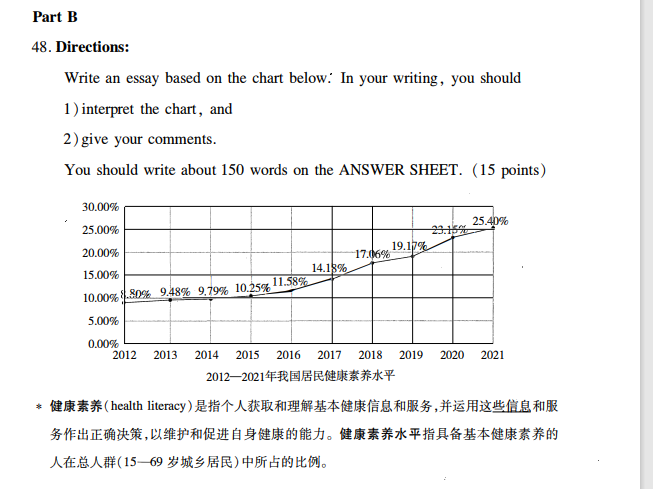 Part B
48. Directions:
Write an essay based on the chart below. In your writing, you should
1) interpret the chart, and
2) give your comments.
You should write about 150 words on the ANSWER SHEET. (15 points)
30.00%
25.00%
20.00%
15.00%
10.00%
5.00%
0.00%
8.80% 9.48% 9.79% 10.25% 11.58% 14.18% 17.06% 19.17% 23.15% 25.40%
2012 2013 2014 2015 2016 2017 2018 2019 2020 2021
2012—2021年我国居民健康素养水平
* 健康素养(health literacy)是指个人获取和理解基本健康信息和服务,并运用这些信息和服
务作出正确决策,以维护和促进自身健康的能力。健康素养水平指具备基本健康素养的
人在总人群(15—69 岁城乡居民)中所占的比例。